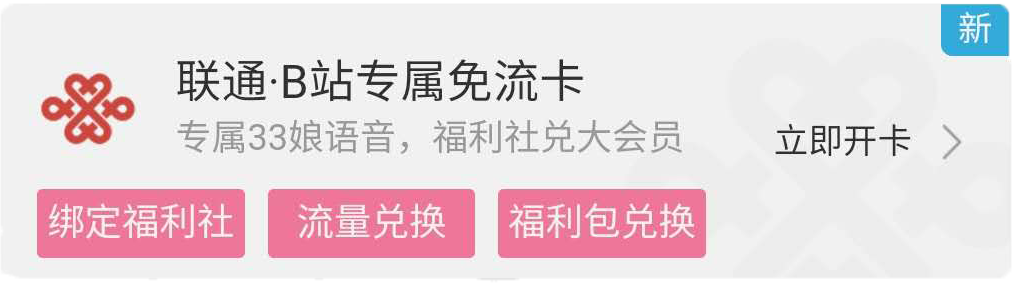 新
联通·B站专属免流卡
专属33娘语音，福利社兑大会员
立即开卡
绑定福利社
流量兑换
福利包兑换